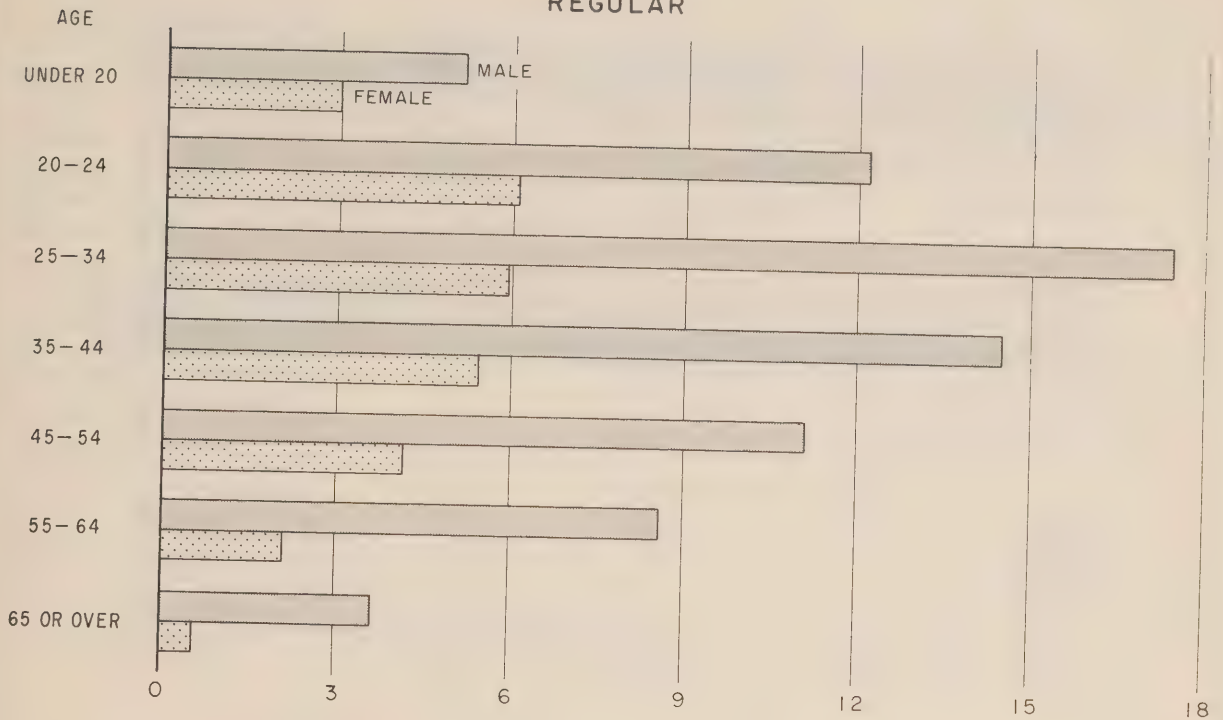 REGULAR
AGE
UNDER 20
MALE
FEMALE
20–24
25–34
35–44
45–54
55–64
65 OR OVER
0 3 6 9 12 15 18